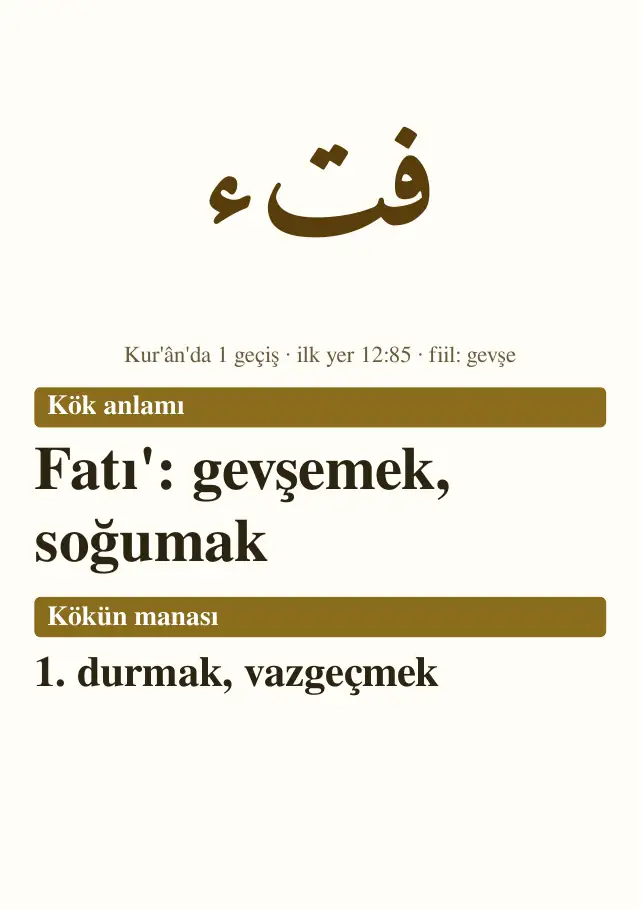 فتء
Kur'ân'da 1 geçiş · ilk yer 12:85 · fiil: gevşe
Kök anlamı
Fatı': gevşemek,
soğumak
Kökün manası
1. durmak, vazgeçmek